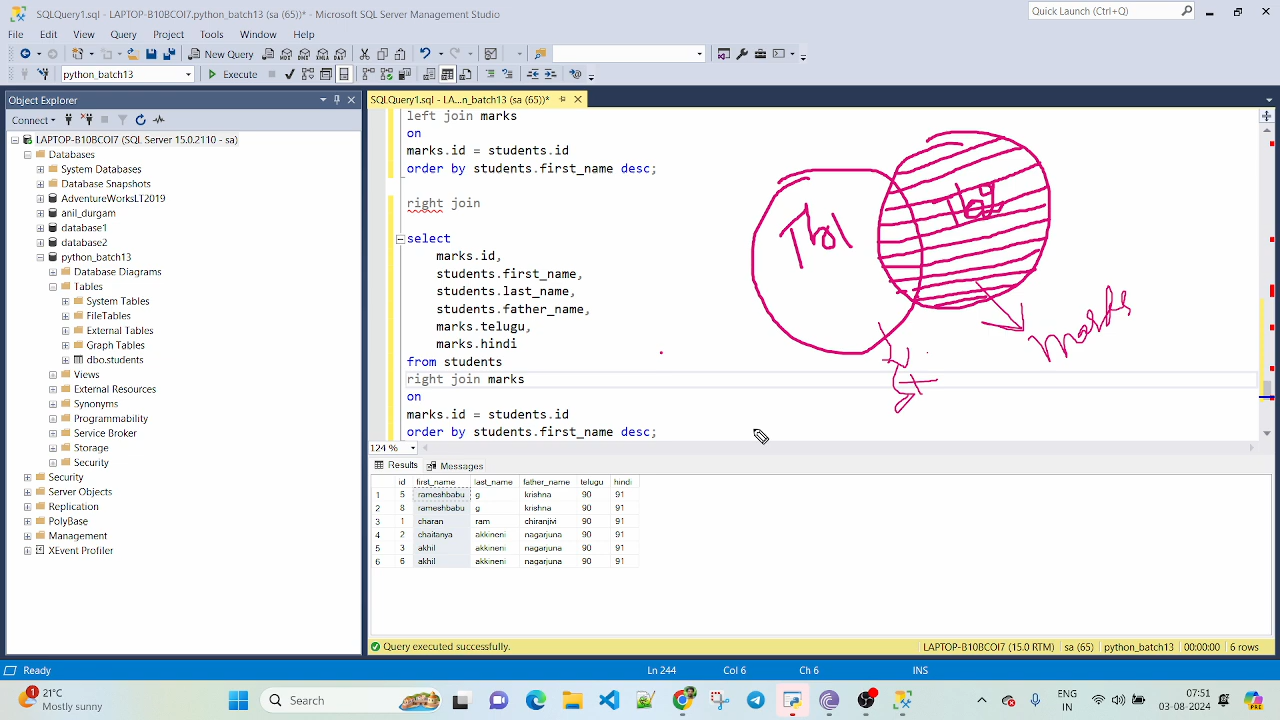 SQLQuery1.sql - LAPTOP-B10BCOI7.python_batch13 (sa (65))* - Microsoft SQL Server Management Studio
Quick Launch (Ctrl+Q)
File Edit View Query Project Tools Window Help
New Query
python_batch13 Execute
Object Explorer
SQLQuery1.sql - LA...n_batch13 (sa (65))*
Connect
LAPTOP-B10BCOI7 (SQL Server 15.0.2110 - sa)
Databases
System Databases
Database Snapshots
AdventureWorksLT2019
anil_durgam
database1
database2
python_batch13
Database Diagrams
Tables
System Tables
FileTables
External Tables
Graph Tables
dbo.students
Views
External Resources
Synonyms
Programmability
Service Broker
Storage
Security
Security
Server Objects
Replication
PolyBase
Management
XEvent Profiler
left join marks
on
marks.id = students.id
order by students.first_name desc;
right join
select
marks.id,
students.first_name,
students.last_name,
students.father_name,
marks.telugu,
marks.hindi
from students
right join marks
on
marks.id = students.id
order by students.first_name desc;
Tbl
marks
124 %
Results Messages
id first_name last_name father_name telugu hindi
1 5 rameshbabu g krishna 90 91
2 8 rameshbabu g krishna 90 91
3 1 charan ram chiranjivi 90 91
4 2 chaitanya akkineni nagarjuna 90 91
5 3 akhil akkineni nagarjuna 90 91
6 6 akhil akkineni nagarjuna 90 91
Query executed successfully. LAPTOP-B10BCOI7 (15.0 RTM) sa (65) python_batch13 00:00:00 6 rows
Ready Ln 244 Col 6 Ch 6 INS
1
21°C
Mostly sunny
Search
ENG
IN
07:51
03-08-2024